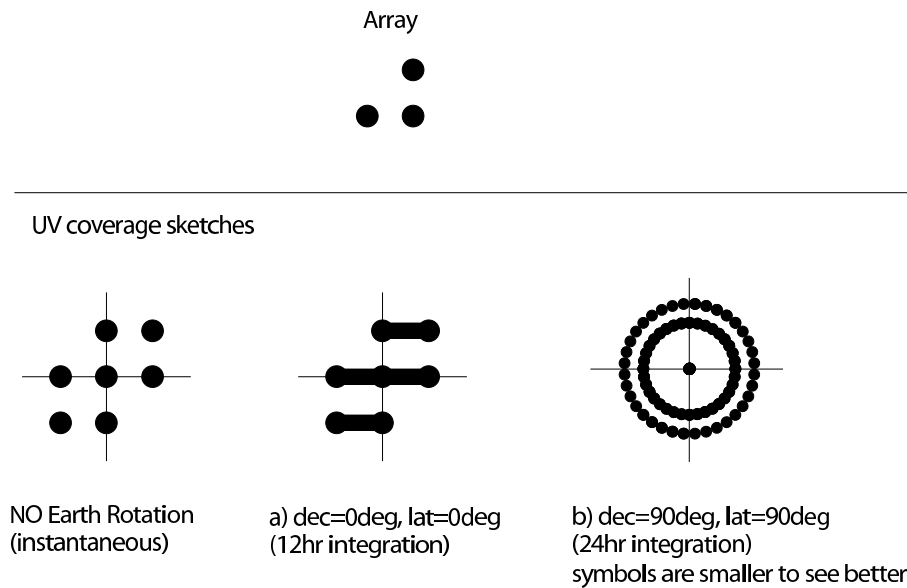 Array
UV coverage sketches
NO Earth Rotation
(instantaneous)
a) dec=0deg, lat=0deg
(12hr integration)
b) dec=90deg, lat=90deg
(24hr integration)
symbols are smaller to see better